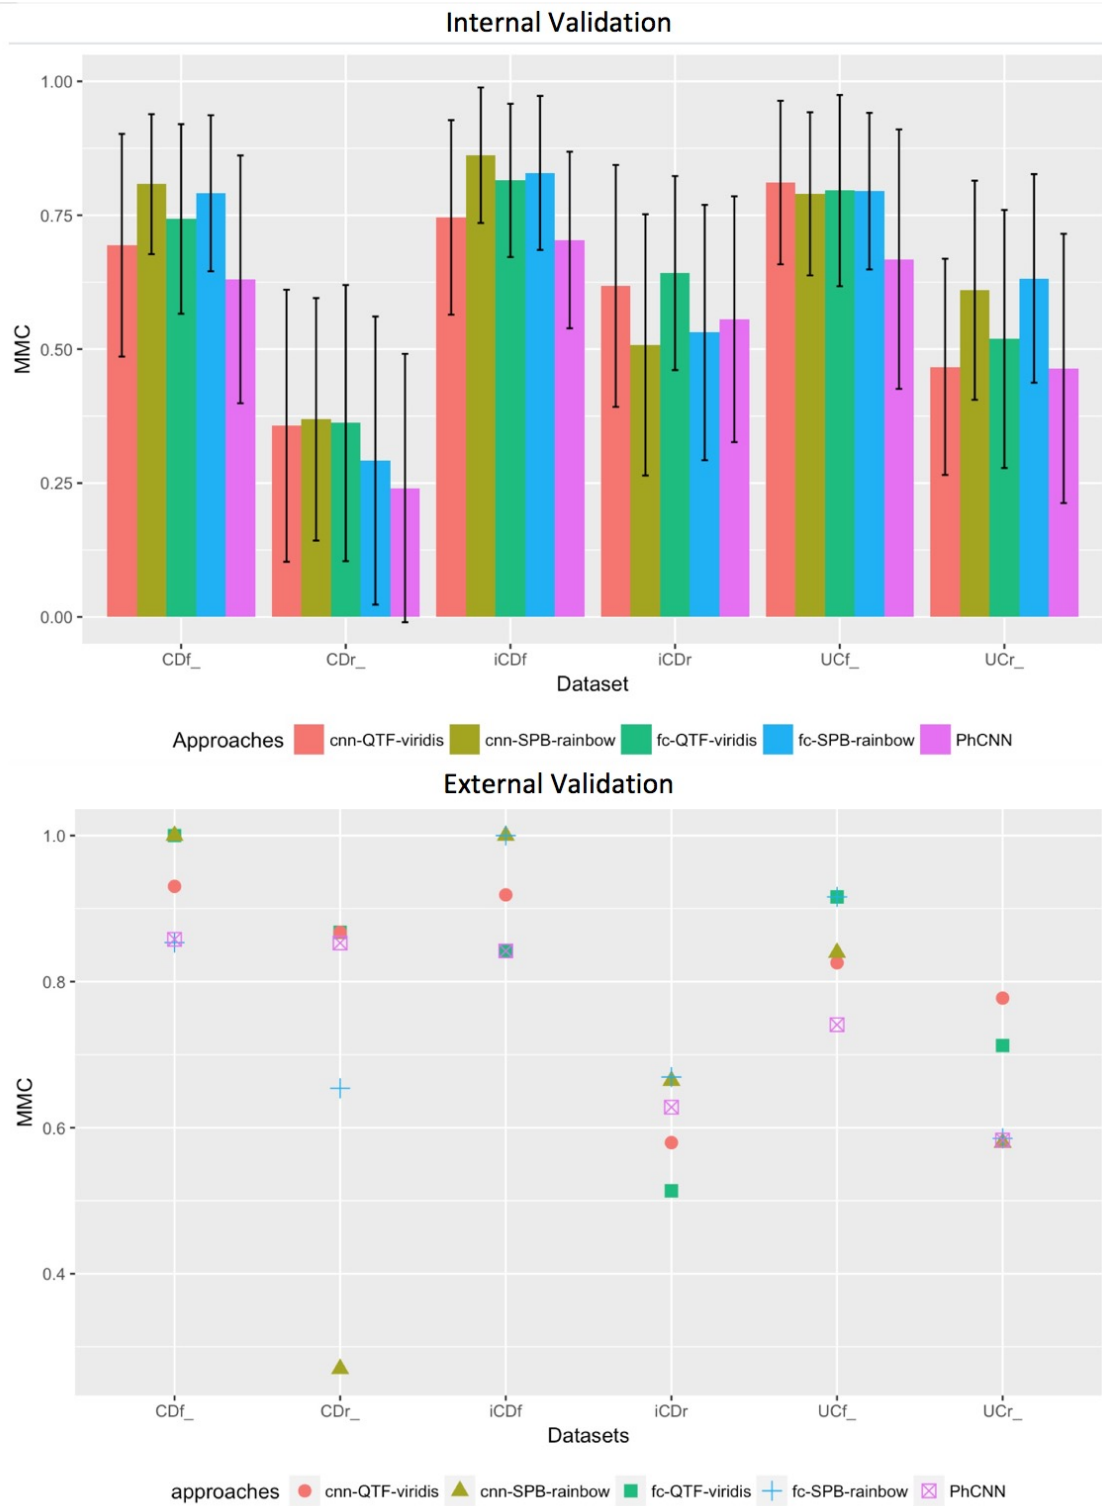 Internal Validation
1.00
0.75
0.50
0.25
0.00
MMC
CDf_ CDr_ iCDf iCDr UCf_ UCr_
Dataset
Approaches cnn-QTF-viridis cnn-SPB-rainbow fc-QTF-viridis fc-SPB-rainbow PhCNN
External Validation
1.0
0.8
0.6
0.4
MMC
CDf_ CDr_ iCDf iCDr UCf_ UCr_
Datasets
approaches cnn-QTF-viridis cnn-SPB-rainbow fc-QTF-viridis fc-SPB-rainbow PhCNN